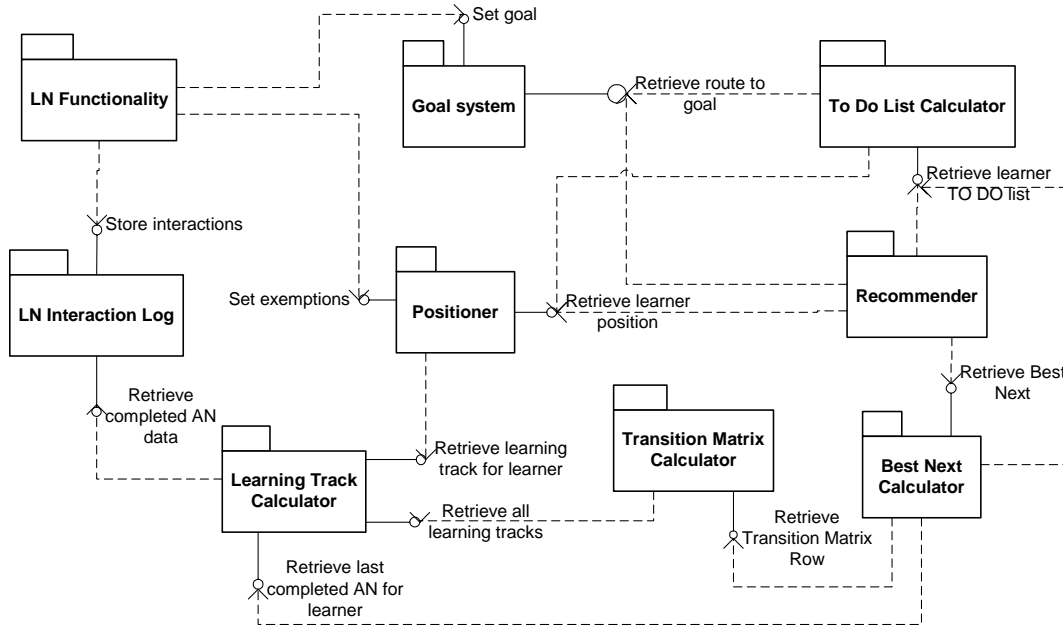 Set goal
LN Functionality
Goal system
Retrieve route to
goal
To Do List Calculator
Retrieve learner
TO DO list
Store interactions
LN Interaction Log
Set exemptions
Positioner
Retrieve learner
position
Recommender
Retrieve Best
Next
Retrieve
completed AN
data
Learning Track
Calculator
Retrieve learning
track for learner
Transition Matrix
Calculator
Best Next
Calculator
Retrieve all
learning tracks
Retrieve
Transition Matrix
Row
Retrieve last
completed AN for
learner